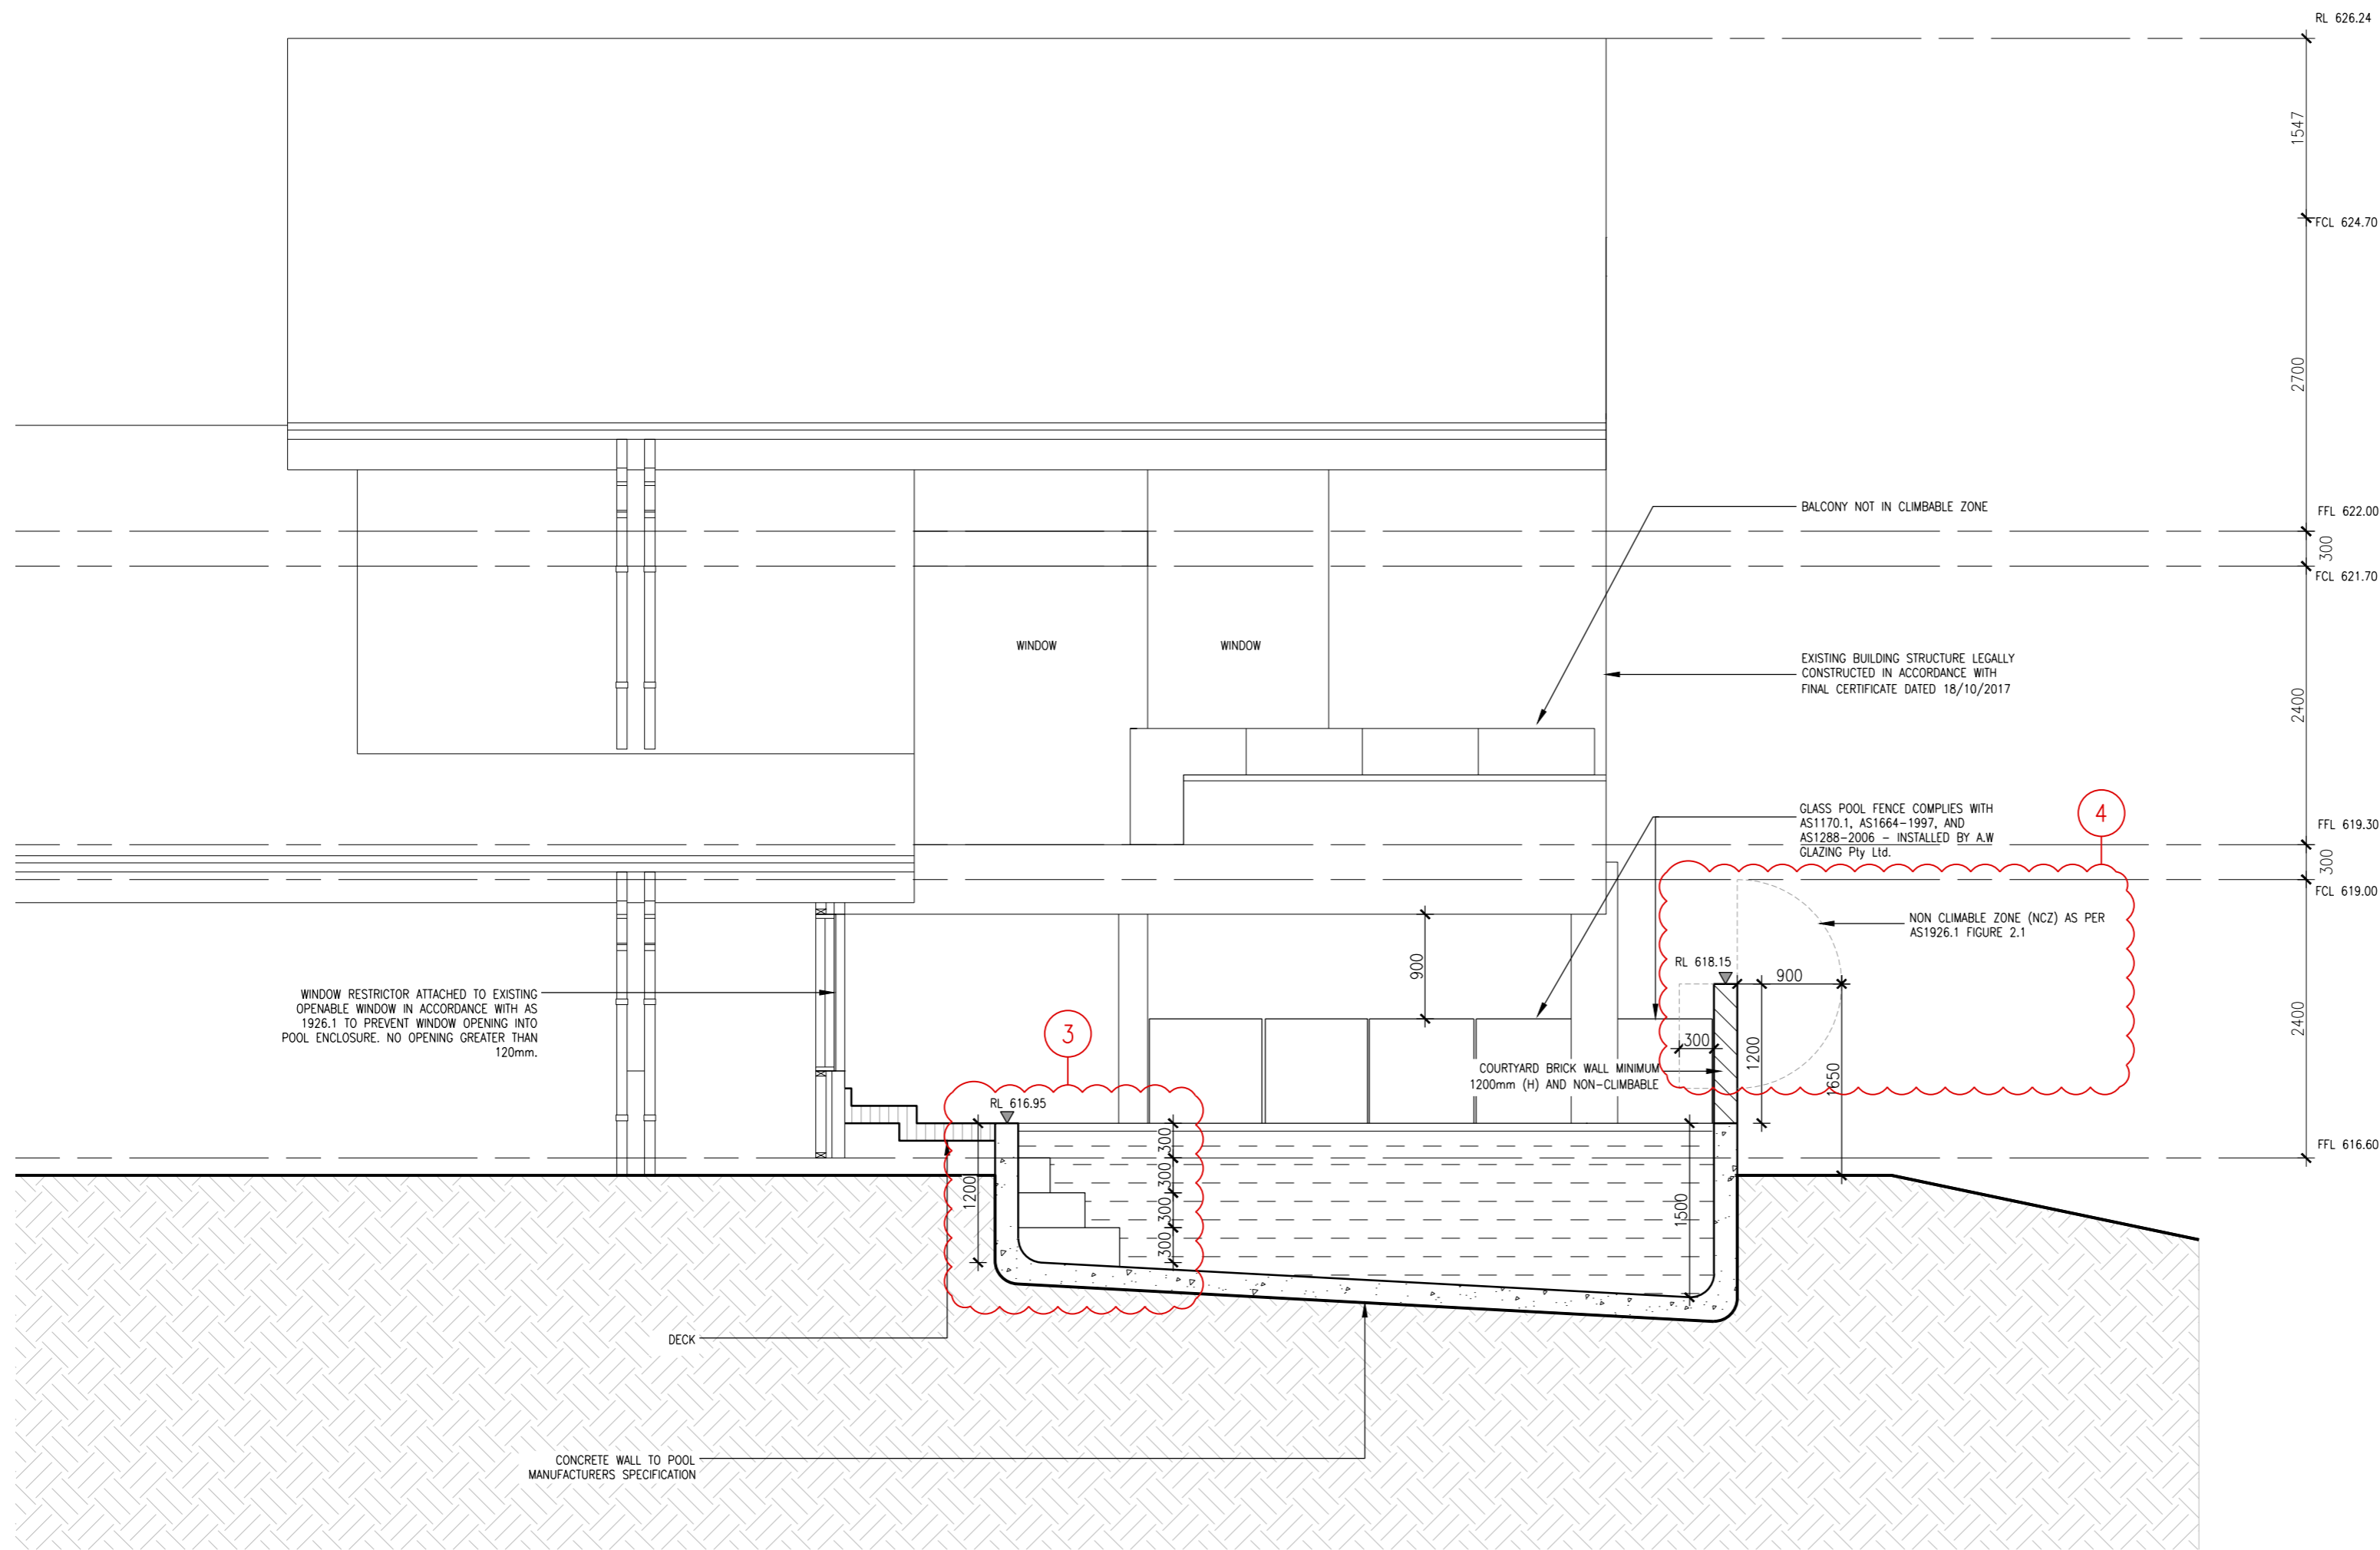 RL 626.24
1547
FCL 624.70
2700
BALCONY NOT IN CLIMBABLE ZONE
FFL 622.00
300
FCL 621.70
WINDOW
WINDOW
EXISTING BUILDING STRUCTURE LEGALLY
CONSTRUCTED IN ACCORDANCE WITH
FINAL CERTIFICATE DATED 18/10/2017
2400
GLASS POOL FENCE COMPLIES WITH
AS1170.1, AS1664-1997, AND
AS1288-2006 - INSTALLED BY A.W
GLAZING Pty Ltd.
4
FFL 619.30
300
FCL 619.00
NON CLIMABLE ZONE (NCZ) AS PER
AS1926.1 FIGURE 2.1
900
RL 618.15
900
WINDOW RESTRICTOR ATTACHED TO EXISTING
OPENABLE WINDOW IN ACCORDANCE WITH AS
1926.1 TO PREVENT WINDOW OPENING INTO
POOL ENCLOSURE. NO OPENING GREATER THAN
120mm.
3
300
1200
2400
COURTYARD BRICK WALL MINIMUM
1200mm (H) AND NON-CLIMBABLE
1650
RL 616.95
FFL 616.60
300
300
300
300
1200
1500
DECK
CONCRETE WALL TO POOL
MANUFACTURERS SPECIFICATION